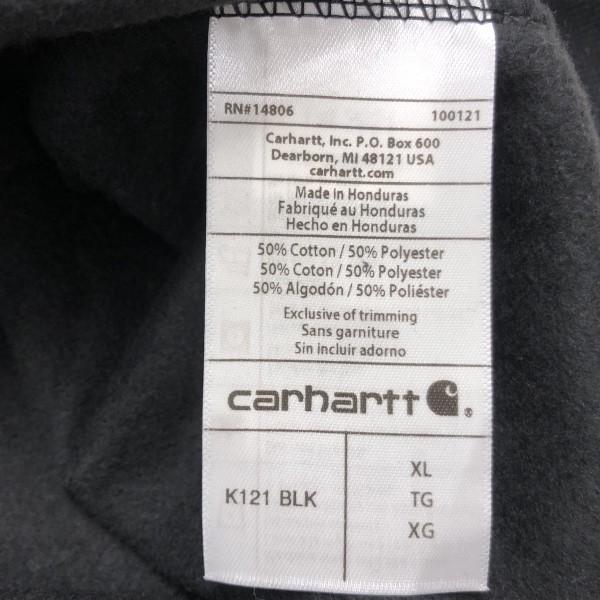 RN#14806 100121
Carhartt, Inc. P.O. Box 600
Dearborn, MI 48121 USA
carhartt.com
Made in Honduras
Fabriqué au Honduras
Hecho en Honduras
50% Cotton / 50% Polyester
50% Coton / 50% Polyester
50% Algodón / 50% Poliéster
Exclusive of trimming
Sans garniture
Sin incluir adorno
carhartt ®
K121 BLK
XL
TG
XG